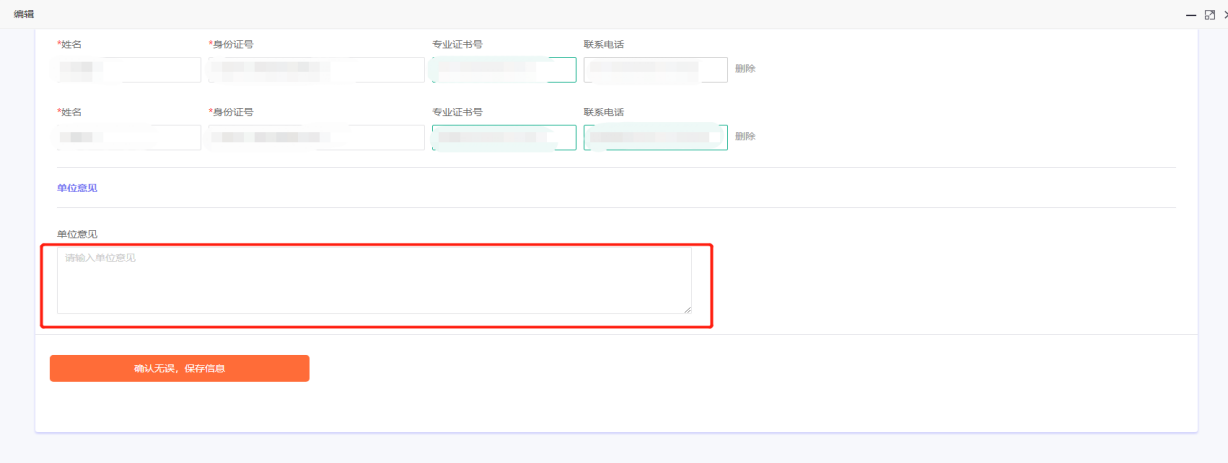 编辑
*姓名 *身份证号 专业证书号 联系电话
删除
*姓名 *身份证号 专业证书号 联系电话
删除
单位意见
单位意见
请输入单位意见
确认无误，保存信息